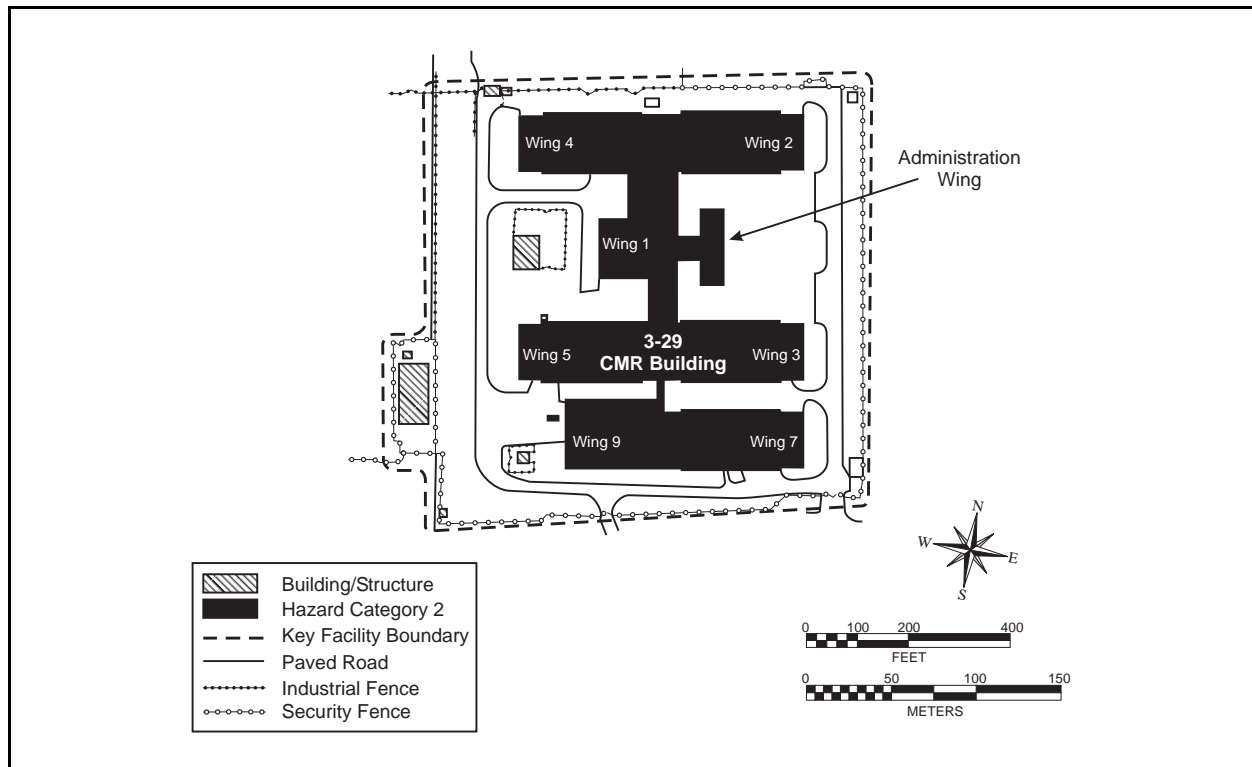 Wing 4
Wing 2
Administration
Wing
Wing 1
3-29
CMR Building
Wing 5
Wing 3
Wing 9
Wing 7
N
W
E
S
Building/Structure
Hazard Category 2
Key Facility Boundary
Paved Road
Industrial Fence
Security Fence
0 100 200 400
FEET
0 50 100 150
METERS